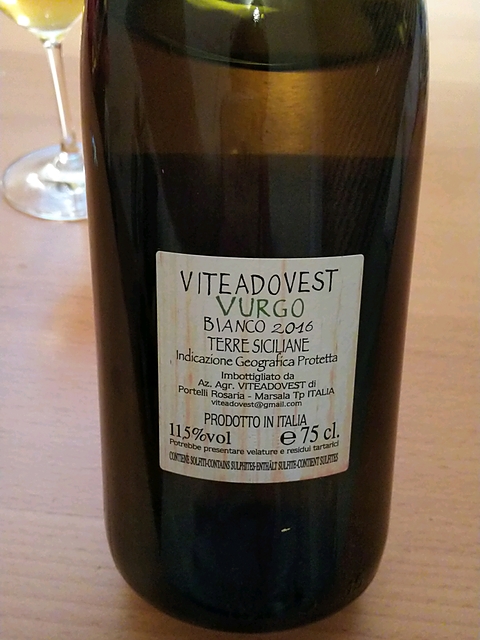 VITEADOVEST
VURGO
BIANCO 2016
TERRE SICILIANE
Indicazione Geografica Protetta
Imbottigliato da
Az. Agr. VITEADOVEST di
Portelli Rosaria - Marsala Tp ITALIA
viteadovest@gmail.com
PRODOTTO IN ITALIA
11,5%vol e 75 cl.
Potrebbe presentare velature e residui tartarici
CONTIENE SOLFITI-CONTAINS SULPHITES-ENTHÄLT SULFITE-CONTIENT SULFITES